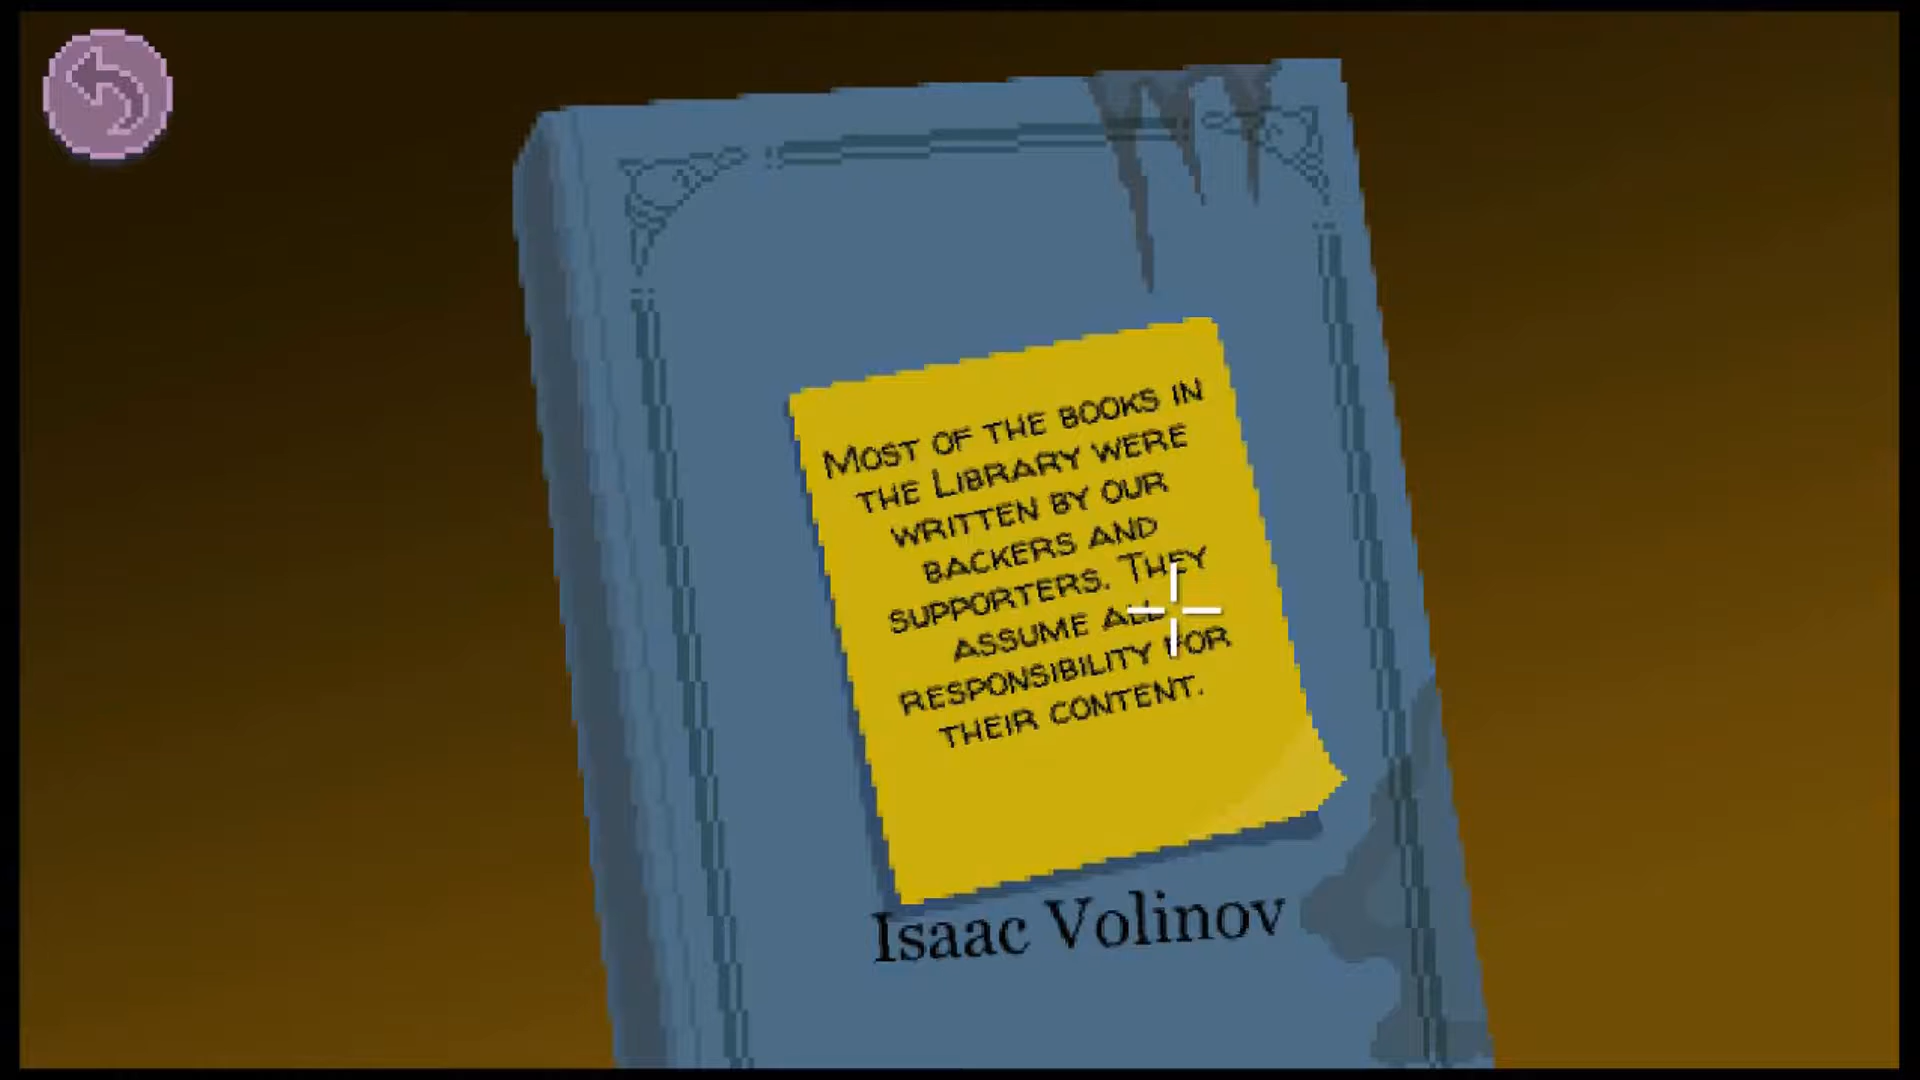 Most of the books in
the Library were
written by our
backers and
supporters. They
assume all
responsibility for
their content.
Isaac Volinov